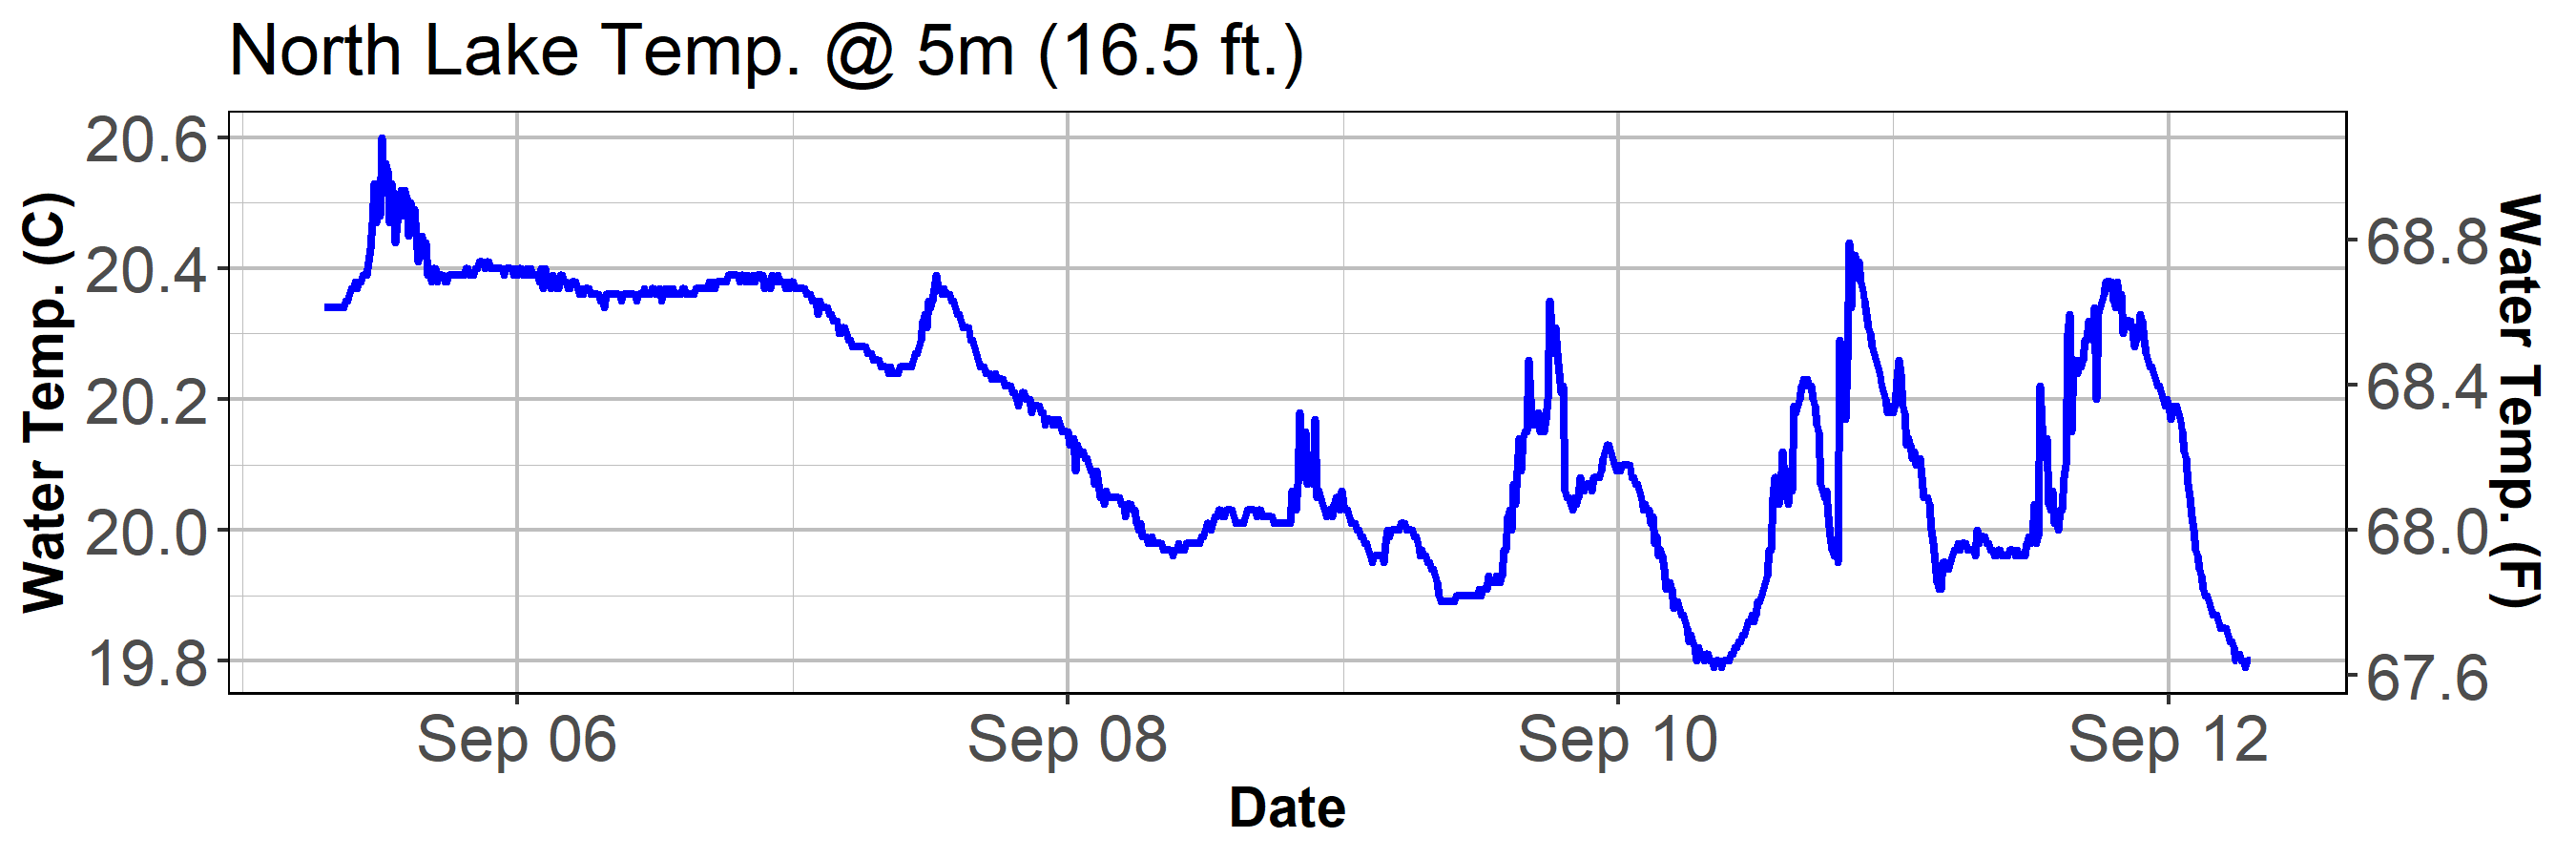 North Lake Temp. @ 5m (16.5 ft.)
Water Temp. (C)
20.6
20.4
20.2
20.0
19.8
68.8
68.4
68.0
67.6
Water Temp. (F)
Sep 06
Sep 08
Sep 10
Sep 12
Date